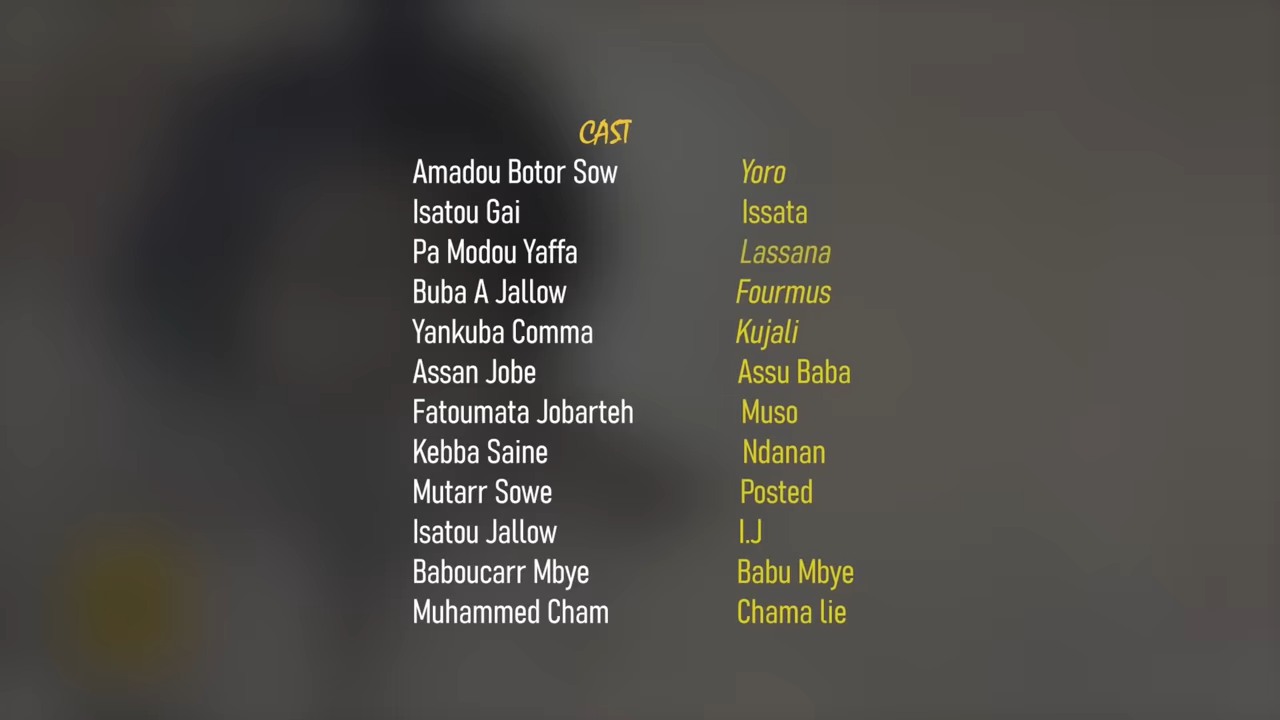 CAST
Amadou Botor Sow Yoro
Isatou Gai Issata
Pa Modou Yaffa Lassana
Buba A Jallow Fourmus
Yankuba Comma Kujali
Assan Jobe Assu Baba
Fatoumata Jobarteh Muso
Kebba Saine Ndanan
Mutarr Sowe Posted
Isatou Jallow I.J
Baboucarr Mbye Babu Mbye
Muhammed Cham Chama lie